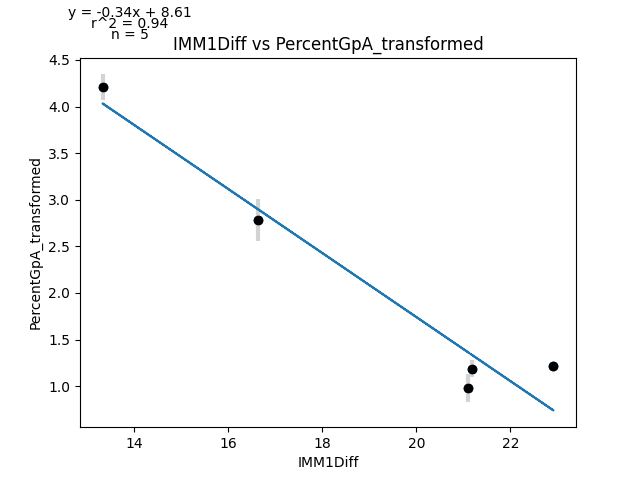 y = -0.34x + 8.61
r^2 = 0.94
n = 5
IMM1Diff vs PercentGpA_transformed
4.5
4.0
3.5
3.0
2.5
2.0
1.5
1.0
PercentGpA_transformed
14 16 18 20 22
IMM1Diff